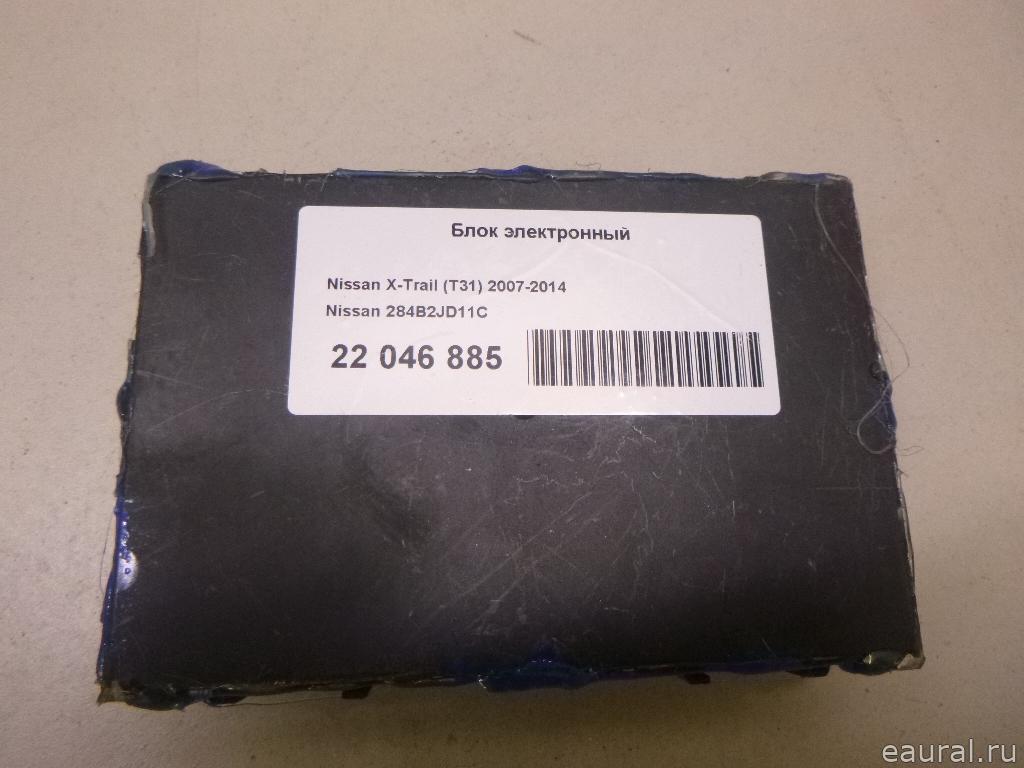 Блок электронный
Nissan X-Trail (T31) 2007-2014
Nissan 284B2JD11C
22 046 885
eaural.ru